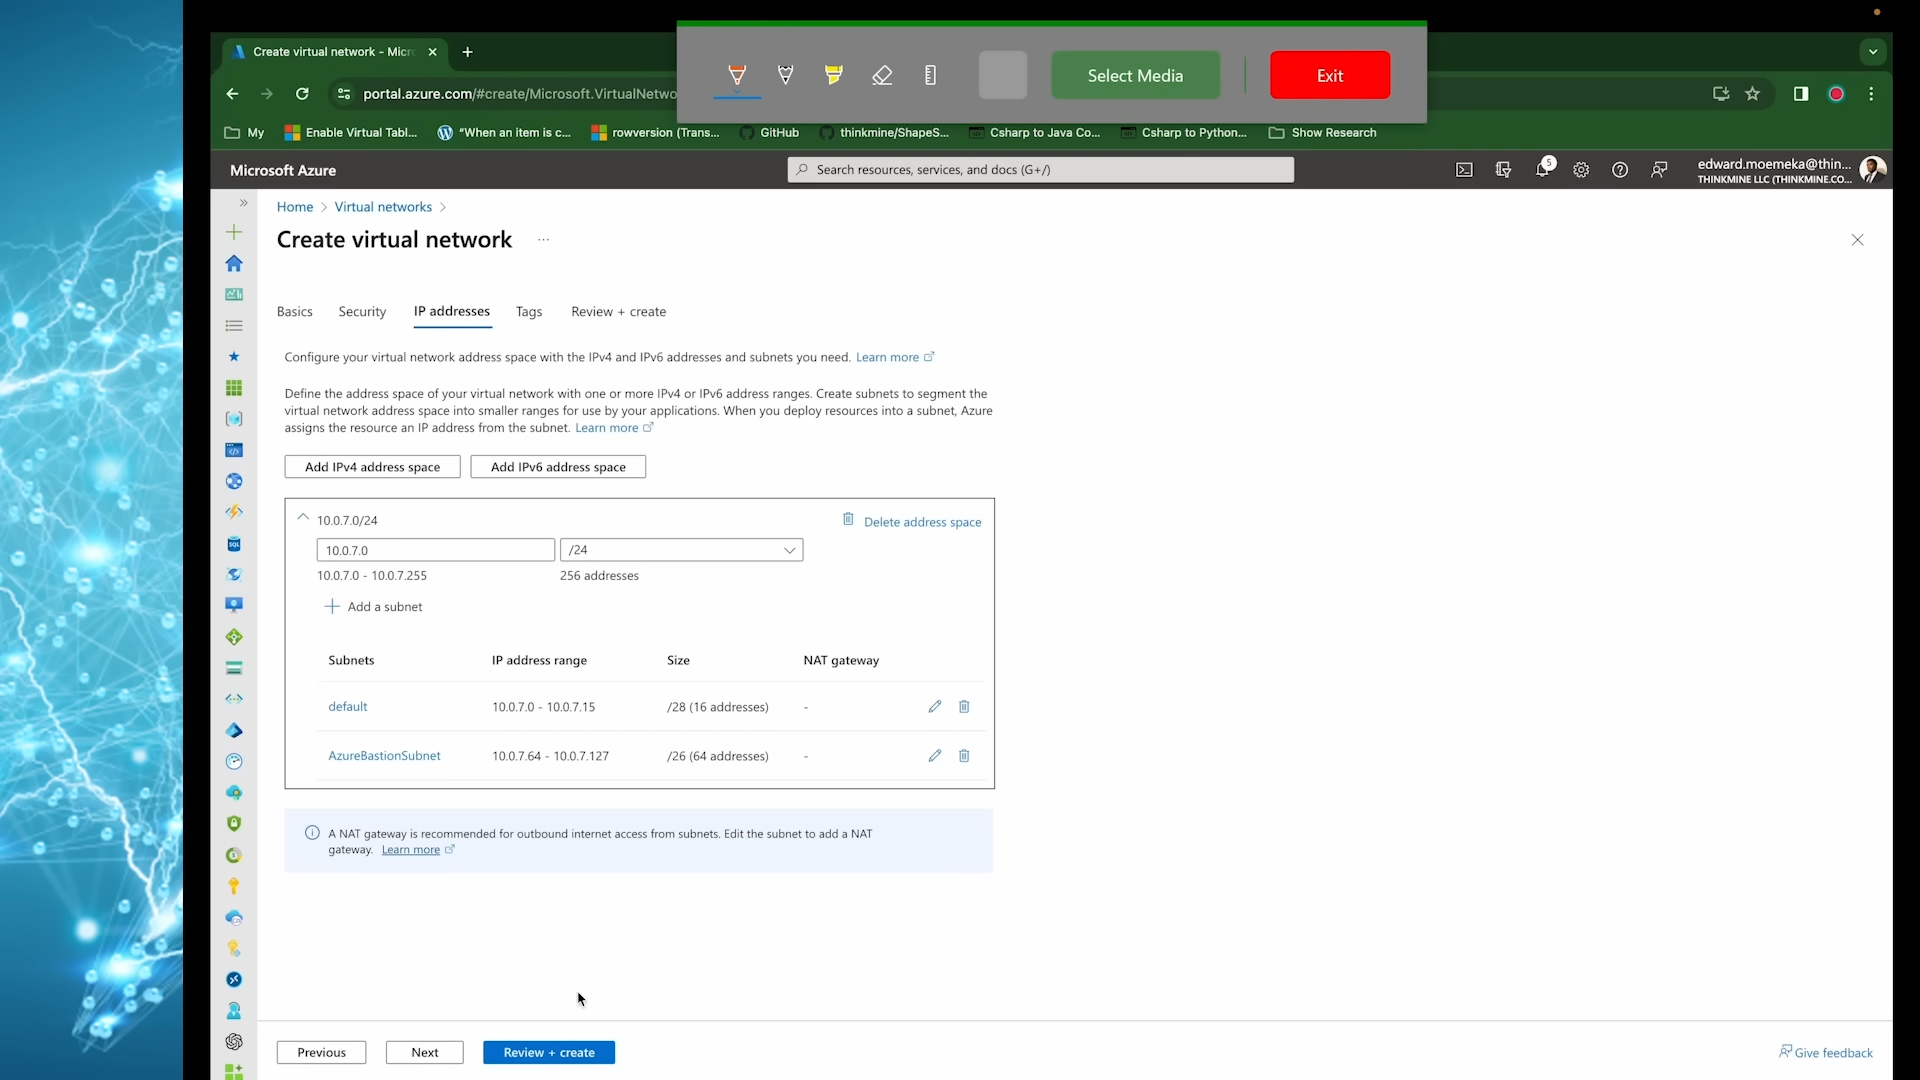 Create virtual network - Micr
Select Media
Exit
portal.azure.com/#create/Microsoft.VirtualNetwo
My
Enable Virtual Tabl...
"When an item is c...
rowversion (Trans...
GitHub
thinkmine/ShapeS...
Csharp to Java Co...
Csharp to Python...
Show Research
Microsoft Azure
Search resources, services, and docs (G+/)
5
edward.moemeka@thin...
THINKMINE LLC (THINKMINE.CO...
Home > Virtual networks >
Create virtual network ...
Basics
Security
IP addresses
Tags
Review + create
Configure your virtual network address space with the IPv4 and IPv6 addresses and subnets you need. Learn more
Define the address space of your virtual network with one or more IPv4 or IPv6 address ranges. Create subnets to segment the
virtual network address space into smaller ranges for use by your applications. When you deploy resources into a subnet, Azure
assigns the resource an IP address from the subnet. Learn more
Add IPv4 address space
Add IPv6 address space
10.0.7.0/24
Delete address space
10.0.7.0
/24
10.0.7.0 - 10.0.7.255
256 addresses
Add a subnet
Subnets IP address range Size NAT gateway
default 10.0.7.0 - 10.0.7.15 /28 (16 addresses) -
AzureBastionSubnet 10.0.7.64 - 10.0.7.127 /26 (64 addresses) -
A NAT gateway is recommended for outbound internet access from subnets. Edit the subnet to add a NAT
gateway. Learn more
Previous
Next
Review + create
Give feedback